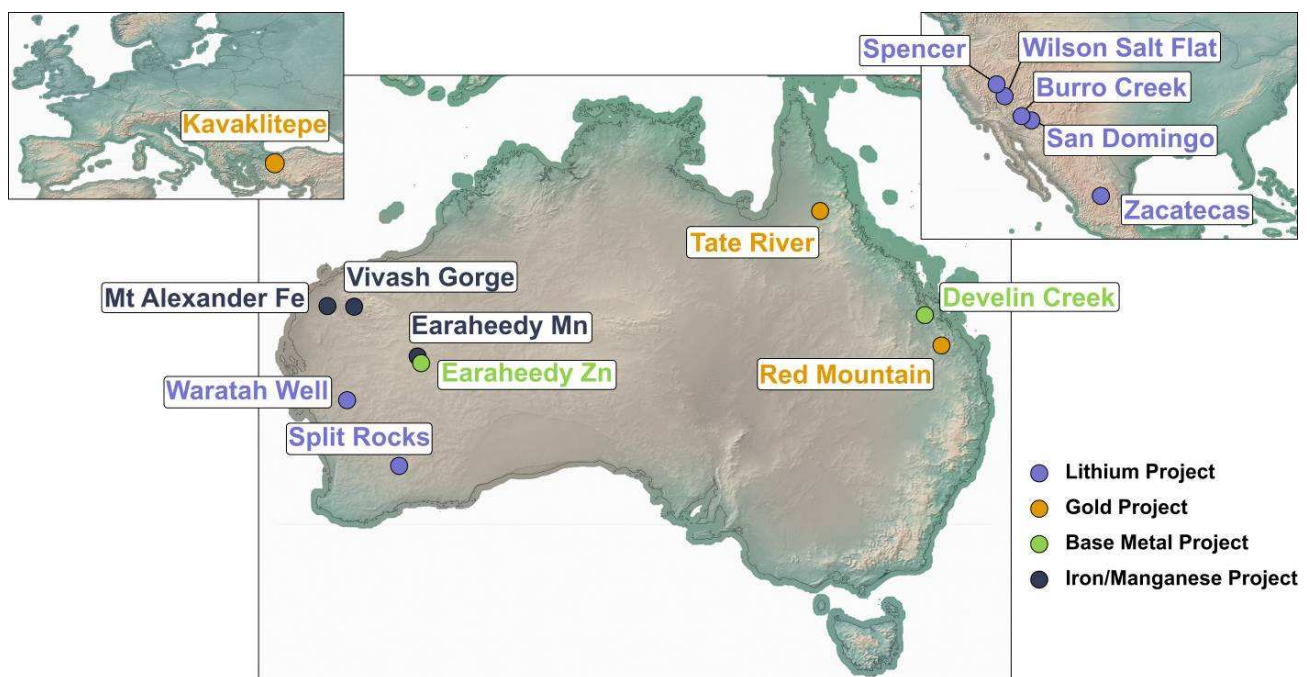 Kavaklitepe
Spencer
Wilson Salt Flat
Burro Creek
San Domingo
Zacatecas
Tate River
Vivash Gorge
Mt Alexander Fe
Develin Creek
Earaheedy Mn
Earaheedy Zn
Red Mountain
Waratah Well
Split Rocks
Lithium Project
Gold Project
Base Metal Project
Iron/Manganese Project